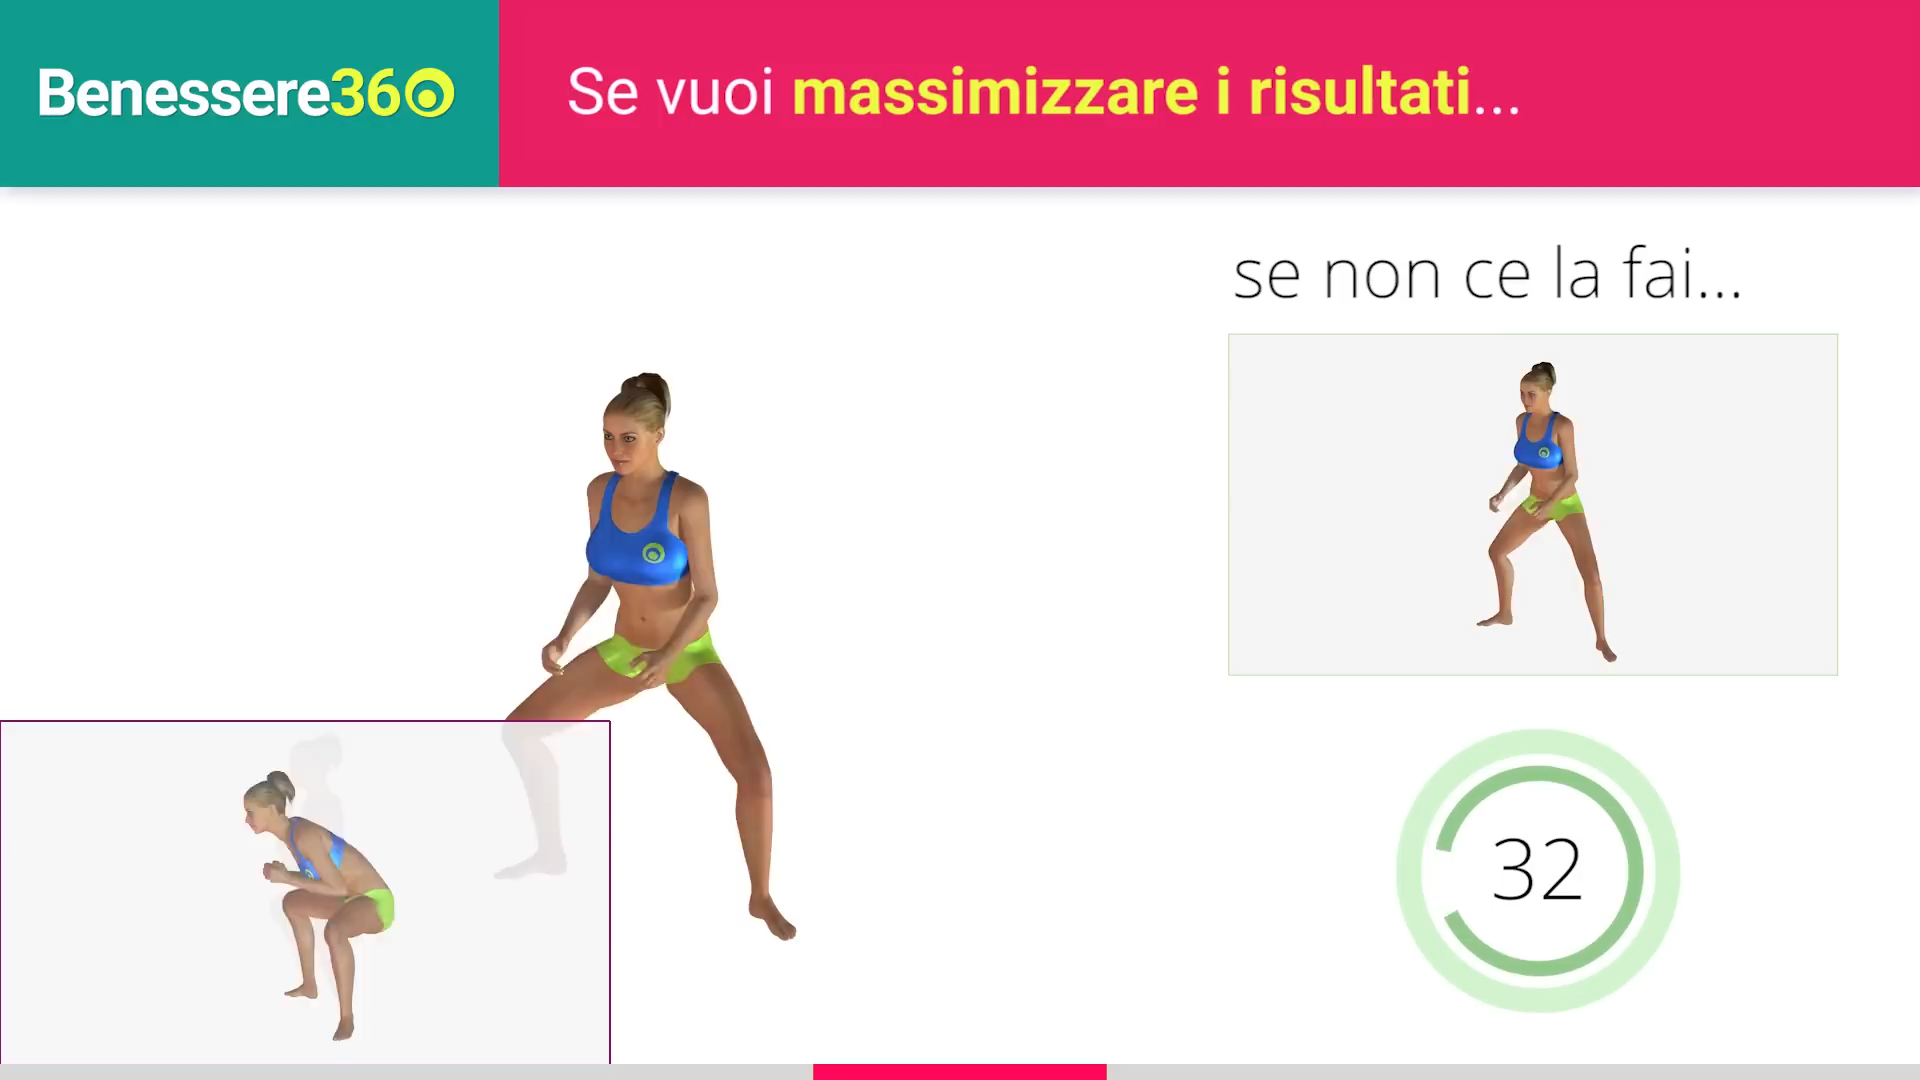 Benessere360
Se vuoi massimizzare i risultati...
se non ce la fai...
32